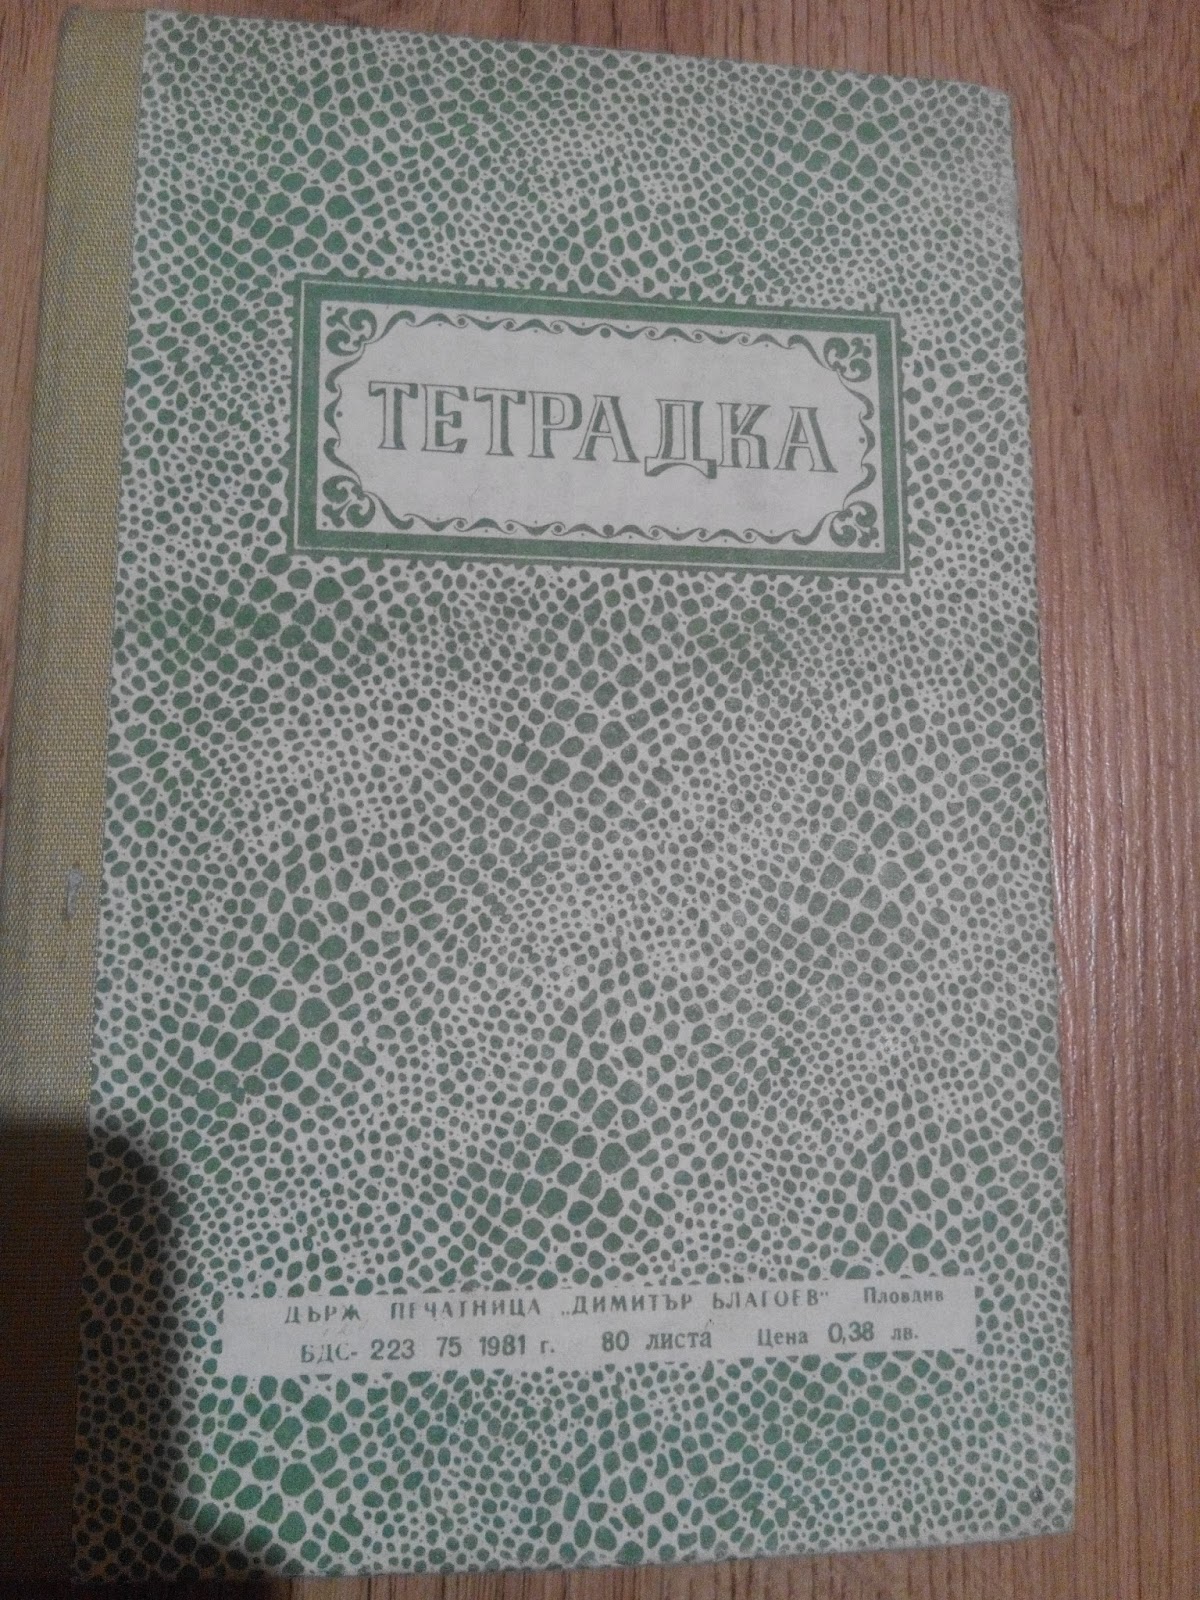 ТЕТРАДКА
ДЪРЖ ПЕЧАТНИЦА „ДИМИТЪР БЛАГОЕВ" Пловдив
БДС- 223 75 1981 г. 80 листа Цена 0,38 лв.